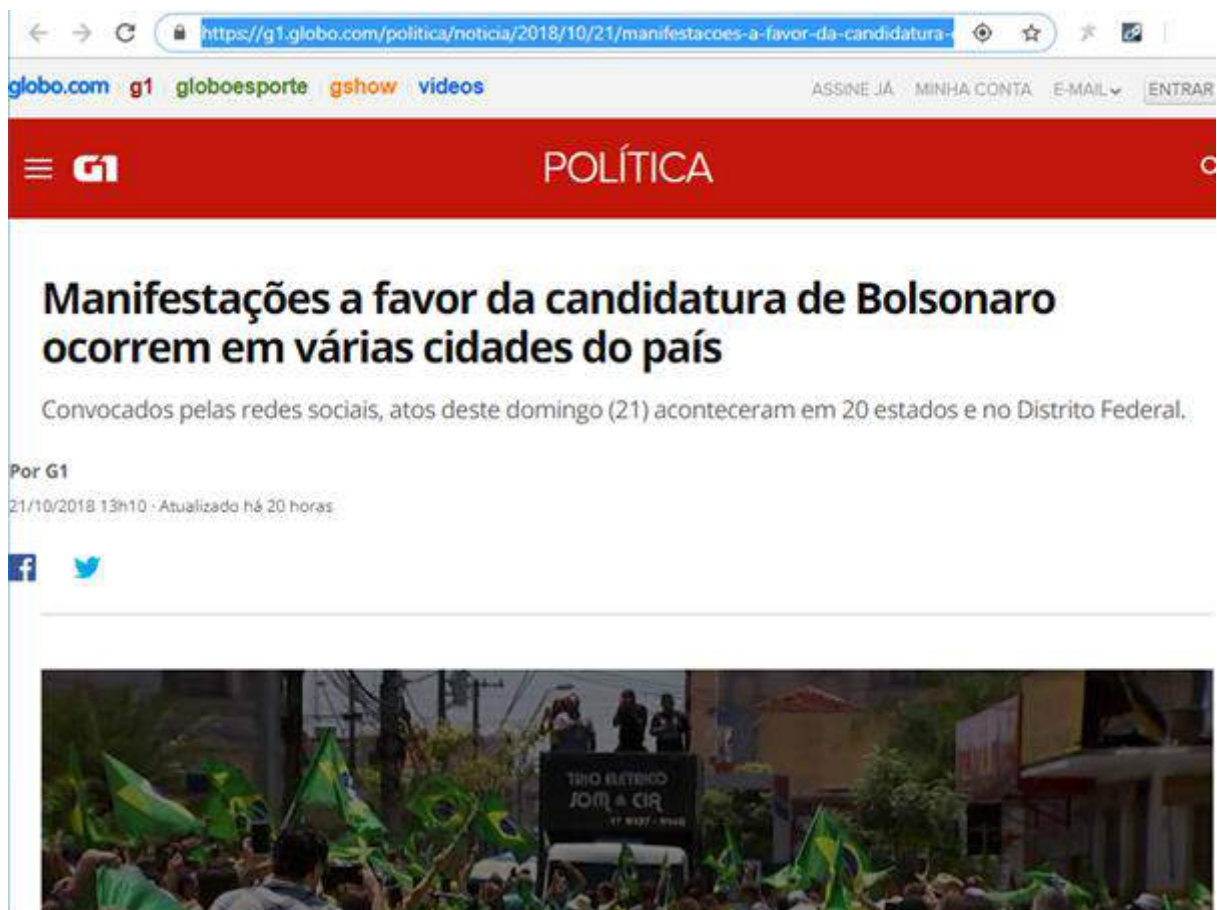 https://g1.globo.com/politica/noticia/2018/10/21/manifestacoes-a-favor-da-candidatura-
globo.com g1 globoesporte gshow vídeos ASSINE JÁ MINHA CONTA E-MAIL ENTRAR
G1 POLÍTICA
Manifestações a favor da candidatura de Bolsonaro
ocorrem em várias cidades do país
Convocados pelas redes sociais, atos deste domingo (21) aconteceram em 20 estados e no Distrito Federal.
Por G1
21/10/2018 13h10 · Atualizado há 20 horas
TRIO ELETRICO
SOM & CIA